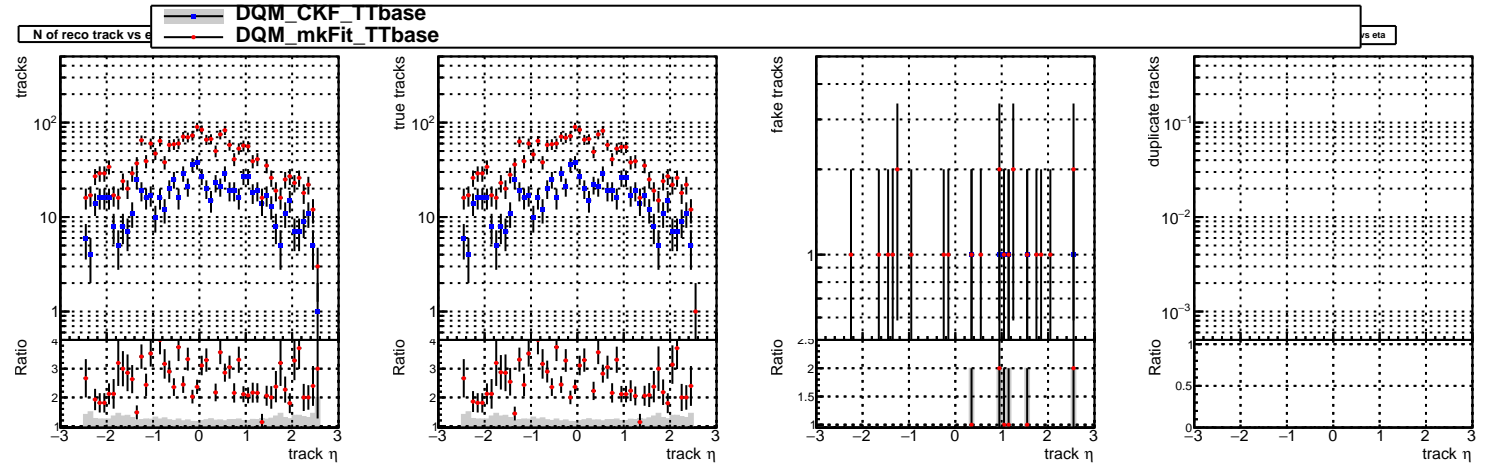 DQM_CKF_TTbase
DQM_mkFit_TTbase
N of reco track vs e
vs eta
tracks
10²
10
1
Ratio
4
3
2
1
−3 −2 −1 0 1 2 3
track η
true tracks
10²
10
1
Ratio
4
3
2
1
−3 −2 −1 0 1 2 3
track η
fake tracks
1
Ratio
2.5
2
1.5
1
−3 −2 −1 0 1 2 3
track η
duplicate tracks
10⁻¹
10⁻²
10⁻³
Ratio
1
0.5
0
−3 −2 −1 0 1 2 3
track η